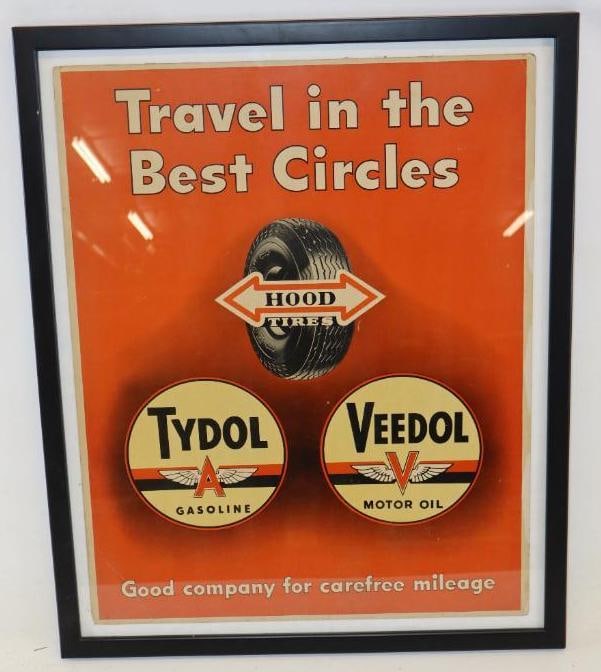 Travel in the
Best Circles
HOOD
TIRES
TYDOL
A
GASOLINE
VEEDOL
V
MOTOR OIL
Good company for carefree mileage